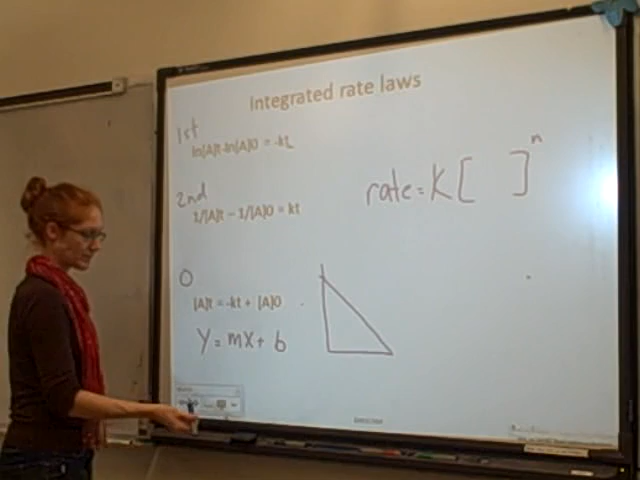 Integrated rate laws
1st
ln[A]t-ln[A]0 = -kt
2nd
1/[A]t – 1/[A]0 = kt
rate = K [ ]n
0
[A]t = -kt + [A]0
Y = mx + b